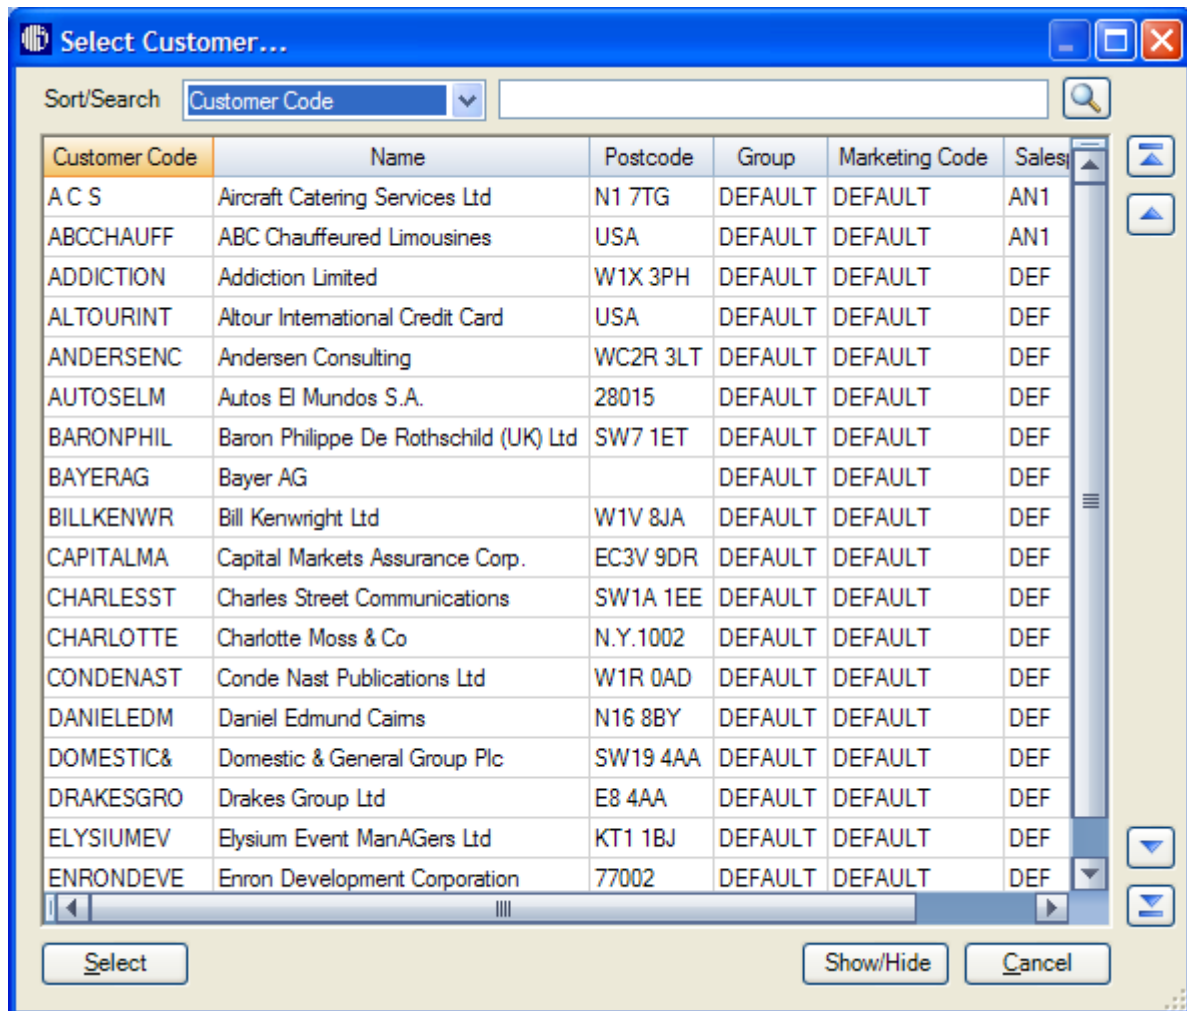 Select Customer...
Sort/Search Customer Code
Customer Code Name Postcode Group Marketing Code Salesp
A C S Aircraft Catering Services Ltd N1 7TG DEFAULT DEFAULT AN1
ABCCHAUFF ABC Chauffeured Limousines USA DEFAULT DEFAULT AN1
ADDICTION Addiction Limited W1X 3PH DEFAULT DEFAULT DEF
ALTOURINT Altour International Credit Card USA DEFAULT DEFAULT DEF
ANDERSENC Andersen Consulting WC2R 3LT DEFAULT DEFAULT DEF
AUTOSELM Autos El Mundos S.A. 28015 DEFAULT DEFAULT DEF
BARONPHIL Baron Philippe De Rothschild (UK) Ltd SW7 1ET DEFAULT DEFAULT DEF
BAYERAG Bayer AG DEFAULT DEFAULT DEF
BILLKENWR Bill Kenwright Ltd W1V 8JA DEFAULT DEFAULT DEF
CAPITALMA Capital Markets Assurance Corp. EC3V 9DR DEFAULT DEFAULT DEF
CHARLESST Charles Street Communications SW1A 1EE DEFAULT DEFAULT DEF
CHARLOTTE Charlotte Moss & Co N.Y.1002 DEFAULT DEFAULT DEF
CONDENAST Conde Nast Publications Ltd W1R 0AD DEFAULT DEFAULT DEF
DANIELEDM Daniel Edmund Cairns N16 8BY DEFAULT DEFAULT DEF
DOMESTIC& Domestic & General Group Plc SW19 4AA DEFAULT DEFAULT DEF
DRAKESGRO Drakes Group Ltd E8 4AA DEFAULT DEFAULT DEF
ELYSIUMEV Elysium Event ManAGers Ltd KT1 1BJ DEFAULT DEFAULT DEF
ENRONDEVE Enron Development Corporation 77002 DEFAULT DEFAULT DEF
Select Show/Hide Cancel